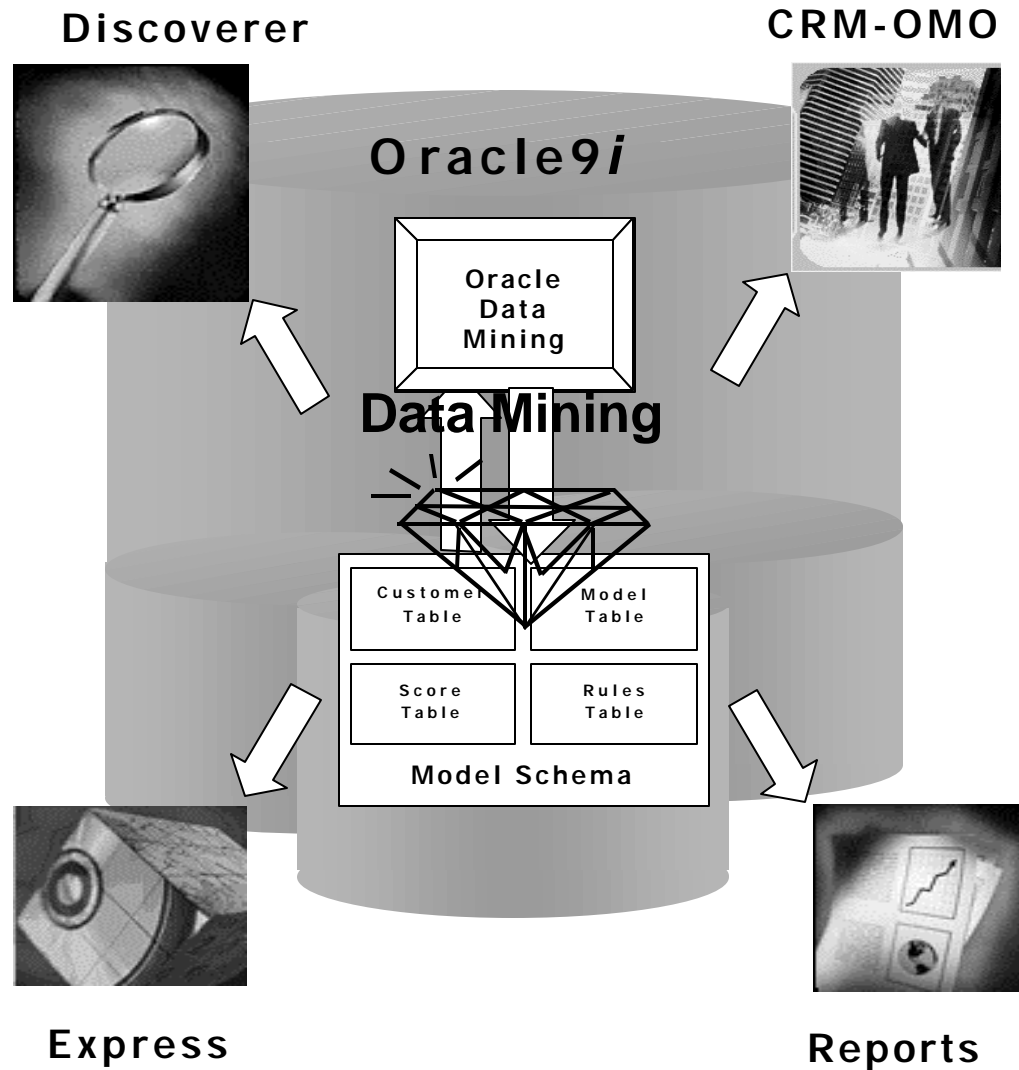 Discoverer
CRM-OMO
Oracle9i
Oracle
Data
Mining
Data Mining
Customer
Table
Model
Table
Score
Table
Rules
Table
Model Schema
Express
Reports